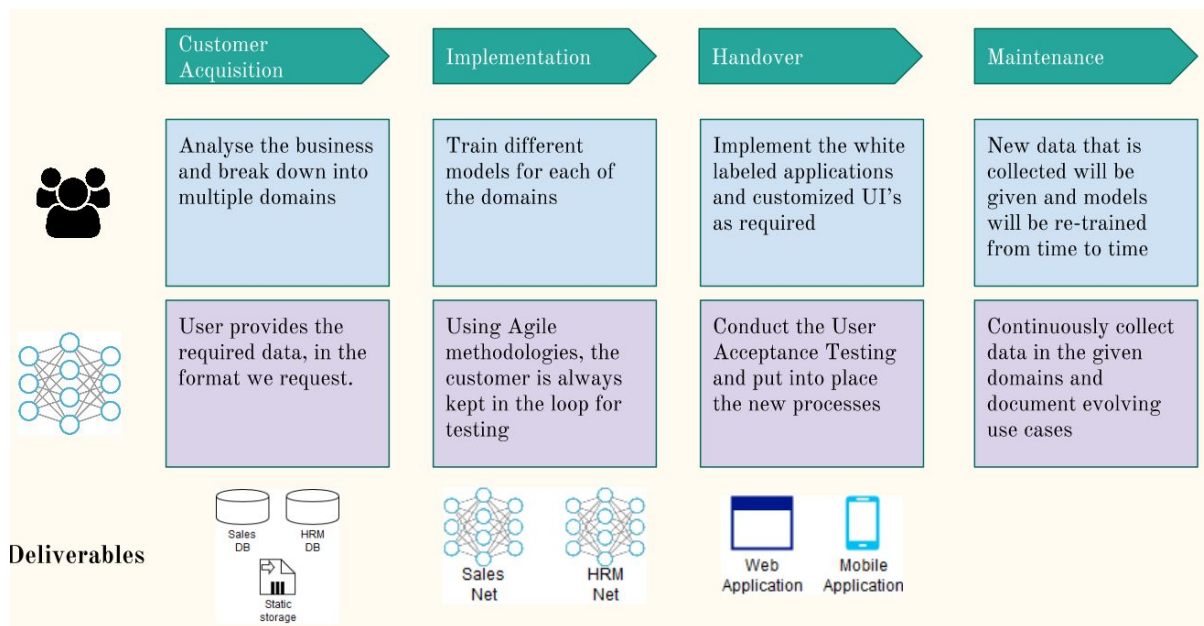 Customer
Acquisition
Implementation
Handover
Maintenance
Analyse the business
and break down into
multiple domains
Train different
models for each of
the domains
Implement the white
labeled applications
and customized UI's
as required
New data that is
collected will be
given and models
will be re-trained
from time to time
User provides the
required data, in the
format we request.
Using Agile
methodologies, the
customer is always
kept in the loop for
testing
Conduct the User
Acceptance Testing
and put into place
the new processes
Continuously collect
data in the given
domains and
document evolving
use cases
Deliverables
Sales
DB
HRM
DB
Static
storage
Sales
Net
HRM
Net
Web
Application
Mobile
Application